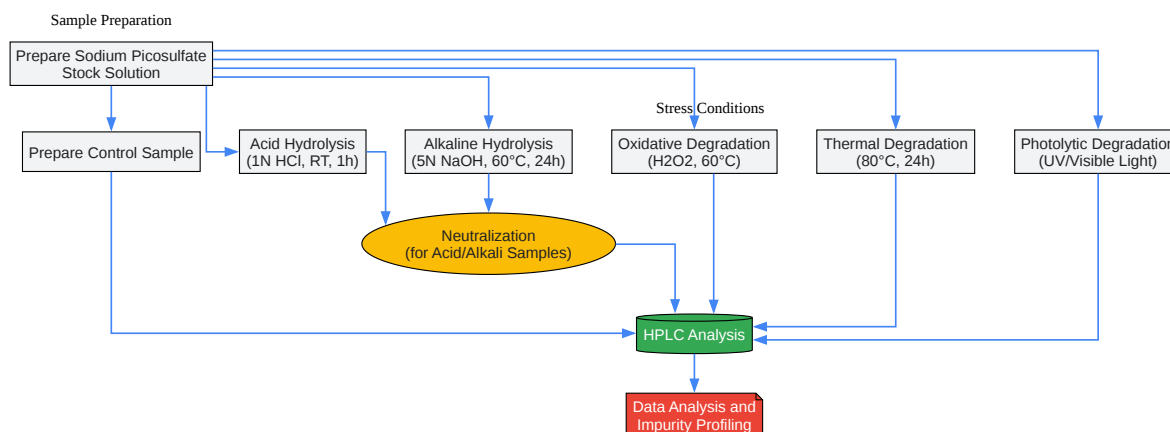 Sample Preparation
Prepare Sodium Picosulfate
Stock Solution
Stress Conditions
Prepare Control Sample
Acid Hydrolysis
(1N HCl, RT, 1h)
Alkaline Hydrolysis
(5N NaOH, 60°C, 24h)
Oxidative Degradation
(H2O2, 60°C)
Thermal Degradation
(80°C, 24h)
Photolytic Degradation
(UV/Visible Light)
Neutralization
(for Acid/Alkali Samples)
HPLC Analysis
Data Analysis and
Impurity Profiling